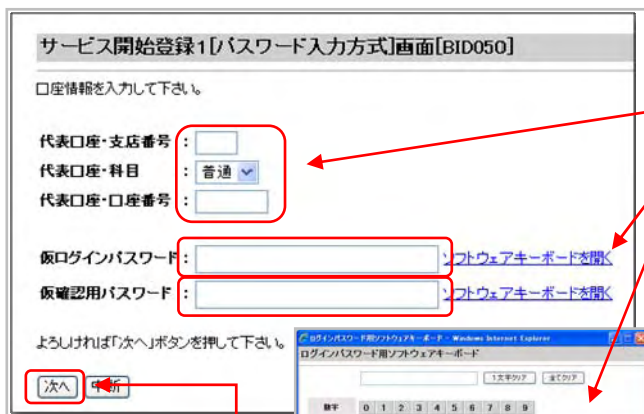 サービス開始登録1[パスワード入力方式]画面[BID050]
口座情報を入力して下さい。
代表口座・支店番号 :
代表口座・科目 : 普通
代表口座・口座番号 :
仮ログインパスワード : ソフトウェアキーボードを開く
仮確認用パスワード : ソフトウェアキーボードを開く
よろしければ「次へ」ボタンを押して下さい。
次へ 中断
ログインパスワード用ソフトウェアキーボード - Windows Internet Explorer
ログインパスワード用ソフトウェアキーボード
1文字クリア 全てクリア
数字 0 1 2 3 4 5 6 7 8 9